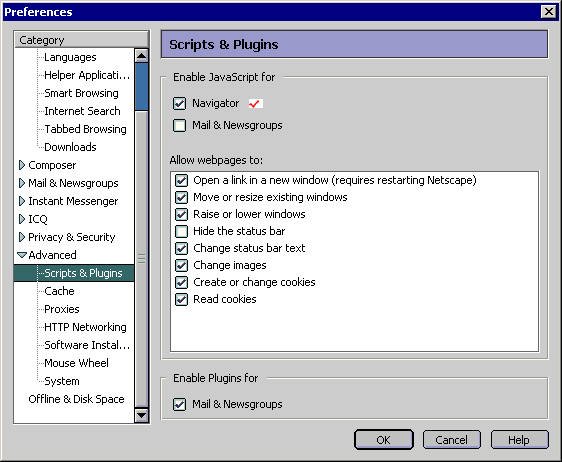 Preferences
Category
Languages
Helper Applicati...
Smart Browsing
Internet Search
Tabbed Browsing
Downloads
Composer
Mail & Newsgroups
Instant Messenger
ICQ
Privacy & Security
Advanced
Scripts & Plugins
Cache
Proxies
HTTP Networking
Software Instal...
Mouse Wheel
System
Offline & Disk Space
Scripts & Plugins
Enable JavaScript for
Navigator
Mail & Newsgroups
Allow webpages to:
Open a link in a new window (requires restarting Netscape)
Move or resize existing windows
Raise or lower windows
Hide the status bar
Change status bar text
Change images
Create or change cookies
Read cookies
Enable Plugins for
Mail & Newsgroups
OK
Cancel
Help